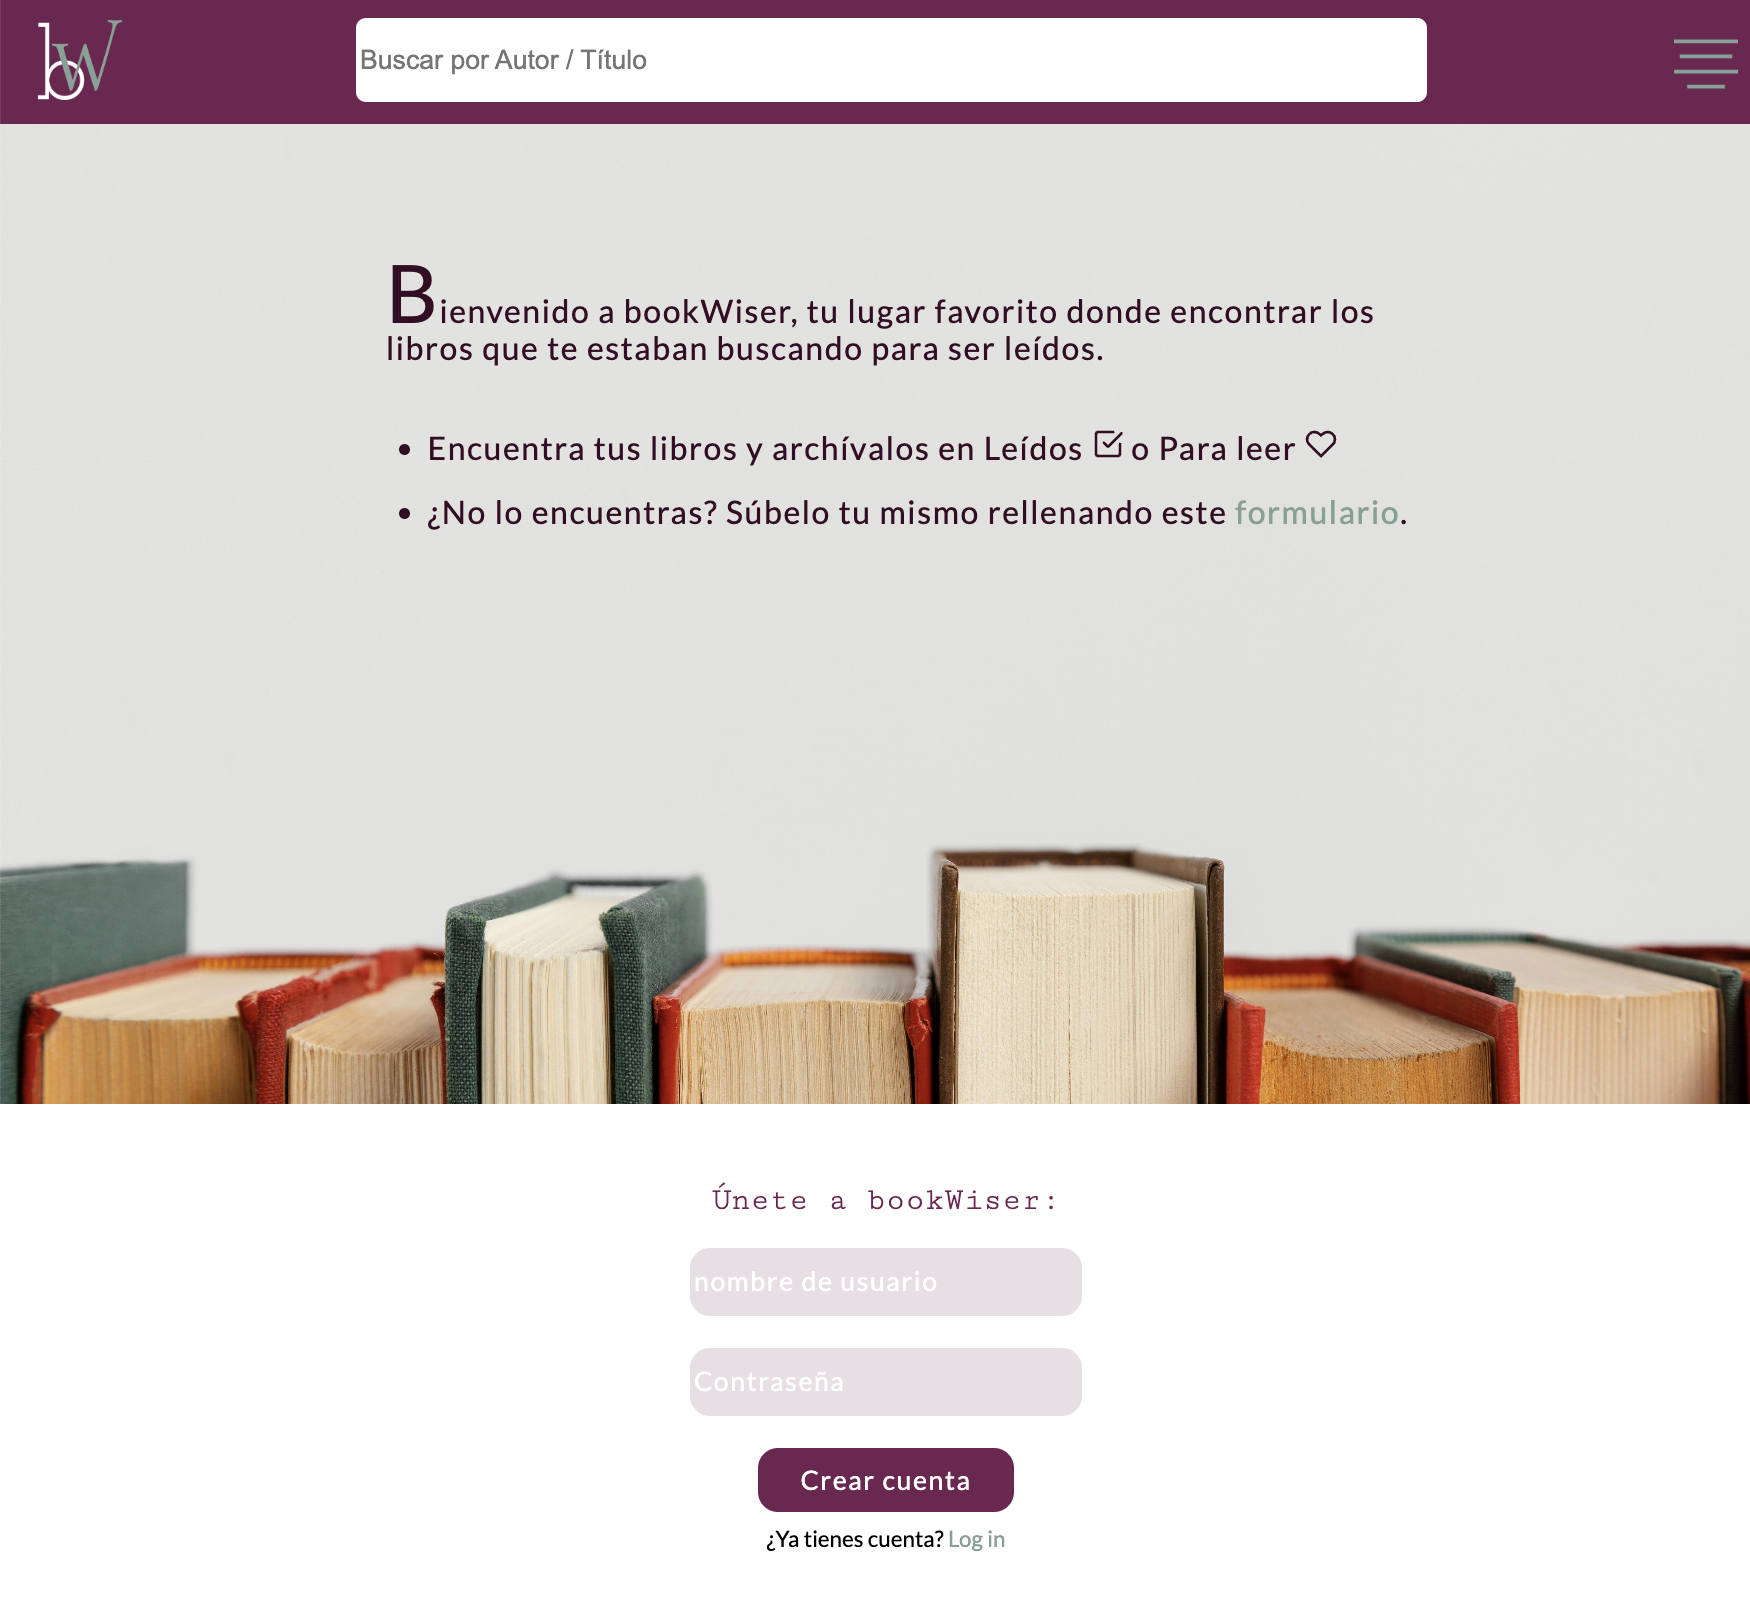 bW
Buscar por Autor / Título
Bienvenido a bookWiser, tu lugar favorito donde encontrar los
libros que te estaban buscando para ser leídos.
• Encuentra tus libros y archívalos en Leídos o Para leer
• ¿No lo encuentras? Súbelo tu mismo rellenando este formulario.
Únete a bookWiser:
nombre de usuario
Contraseña
Crear cuenta
¿Ya tienes cuenta? Log in